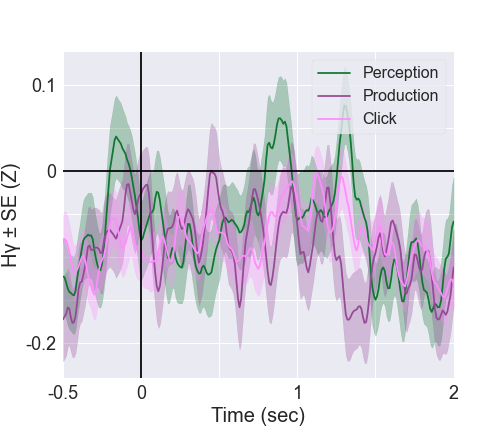 0.1
0
-0.2
Hγ ± SE (Z)
Perception
Production
Click
-0.5
0
1
2
Time (sec)